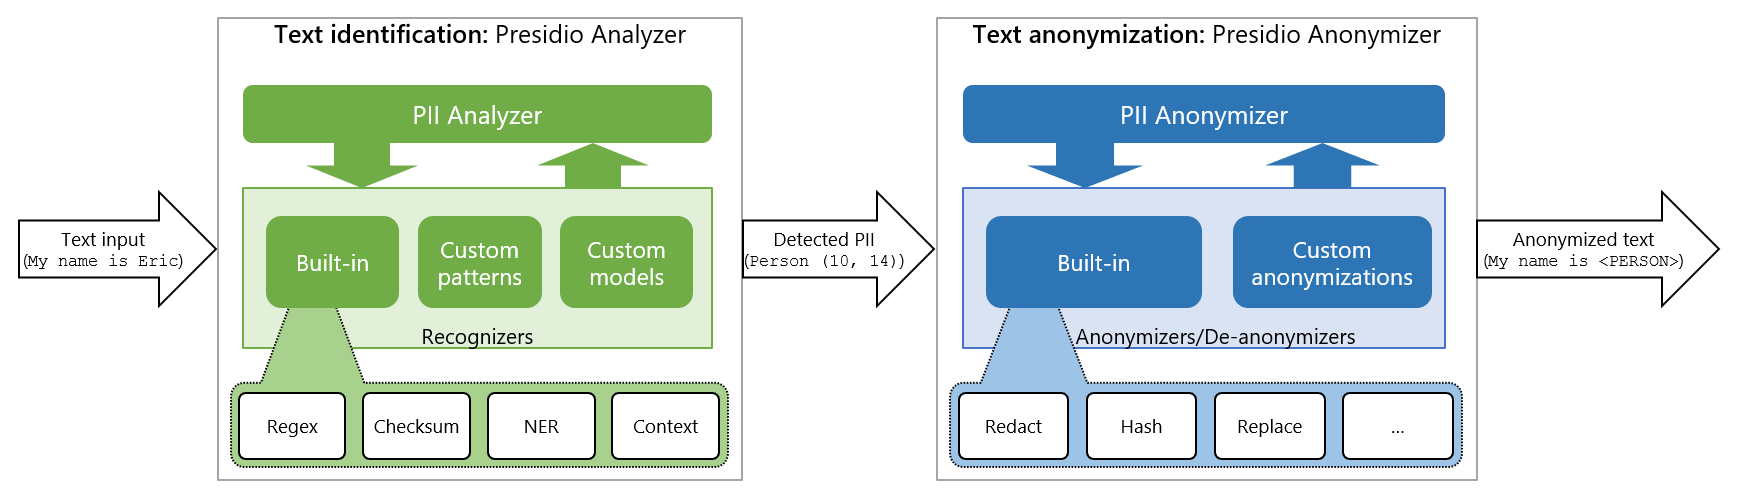 Text identification: Presidio Analyzer
PII Analyzer
Text input
(My name is Eric)
Built-in
Custom
patterns
Custom
models
Recognizers
Regex
Checksum
NER
Context
Detected PII
(Person (10, 14))
Text anonymization: Presidio Anonymizer
PII Anonymizer
Built-in
Custom
anonymizations
Anonymizers/De-anonymizers
Redact
Hash
Replace
...
Anonymized text
(My name is <PERSON>)